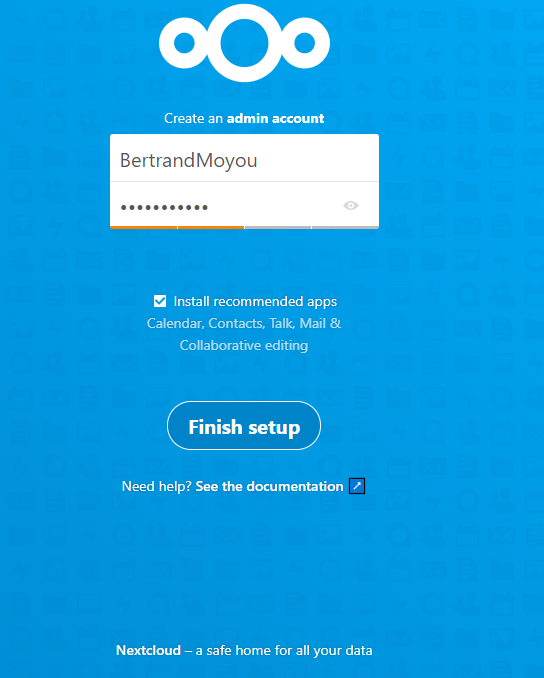 Create an admin account
BertrandMoyou
•••••••••••
Install recommended apps
Calendar, Contacts, Talk, Mail &
Collaborative editing
Finish setup
Need help? See the documentation
Nextcloud – a safe home for all your data